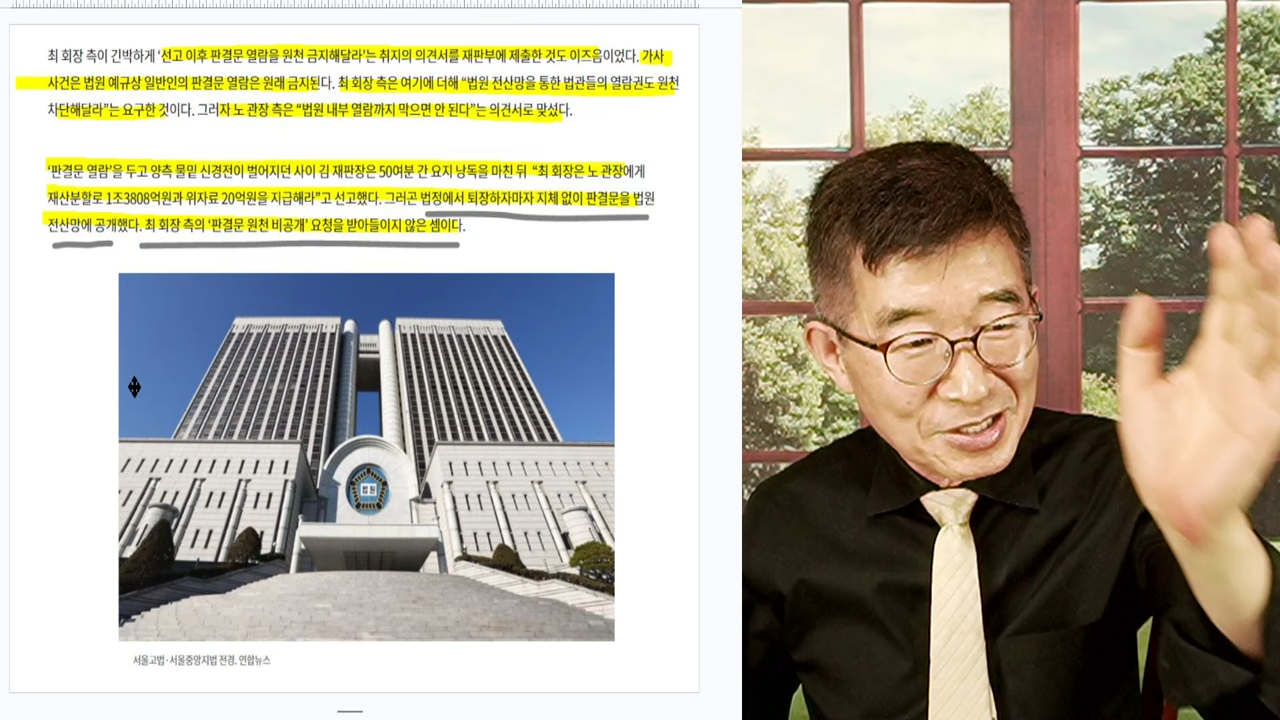 최 회장 측이 긴박하게 ‘선고 이후 판결문 열람을 원천 금지해달라’는 취지의 의견서를 재판부에 제출한 것도 이즈음이었다. 가사
사건은 법원 예규상 일반인의 판결문 열람은 원래 금지된다. 최 회장 측은 여기에 더해 “법원 전산망을 통한 법관들의 열람권도 원천
차단해달라”는 요구한 것이다. 그러자 노 관장 측은 “법원 내부 열람까지 막으면 안 된다”는 의견서로 맞섰다.
‘판결문 열람’을 두고 양측 물밑 신경전이 벌어지던 사이 김 재판장은 50여분 간 요지 낭독을 마친 뒤 “최 회장은 노 관장에게
재산분할로 1조3808억원과 위자료 20억원을 지급해라”고 선고했다. 그러곤 법정에서 퇴장하자마자 지체 없이 판결문을 법원
전산망에 공개했다. 최 회장 측의 ‘판결문 원천 비공개’ 요청을 받아들이지 않은 셈이다.
법원
서울고법·서울중앙지법 전경. 연합뉴스